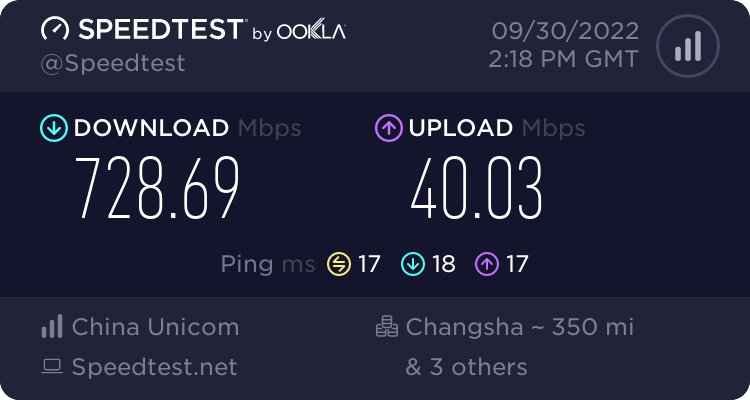 SPEEDTEST® by OOKLA®
@Speedtest
09/30/2022
2:18 PM GMT
DOWNLOAD Mbps
728.69
UPLOAD Mbps
40.03
Ping ms 17 18 17
China Unicom
Speedtest.net
Changsha ~ 350 mi
& 3 others